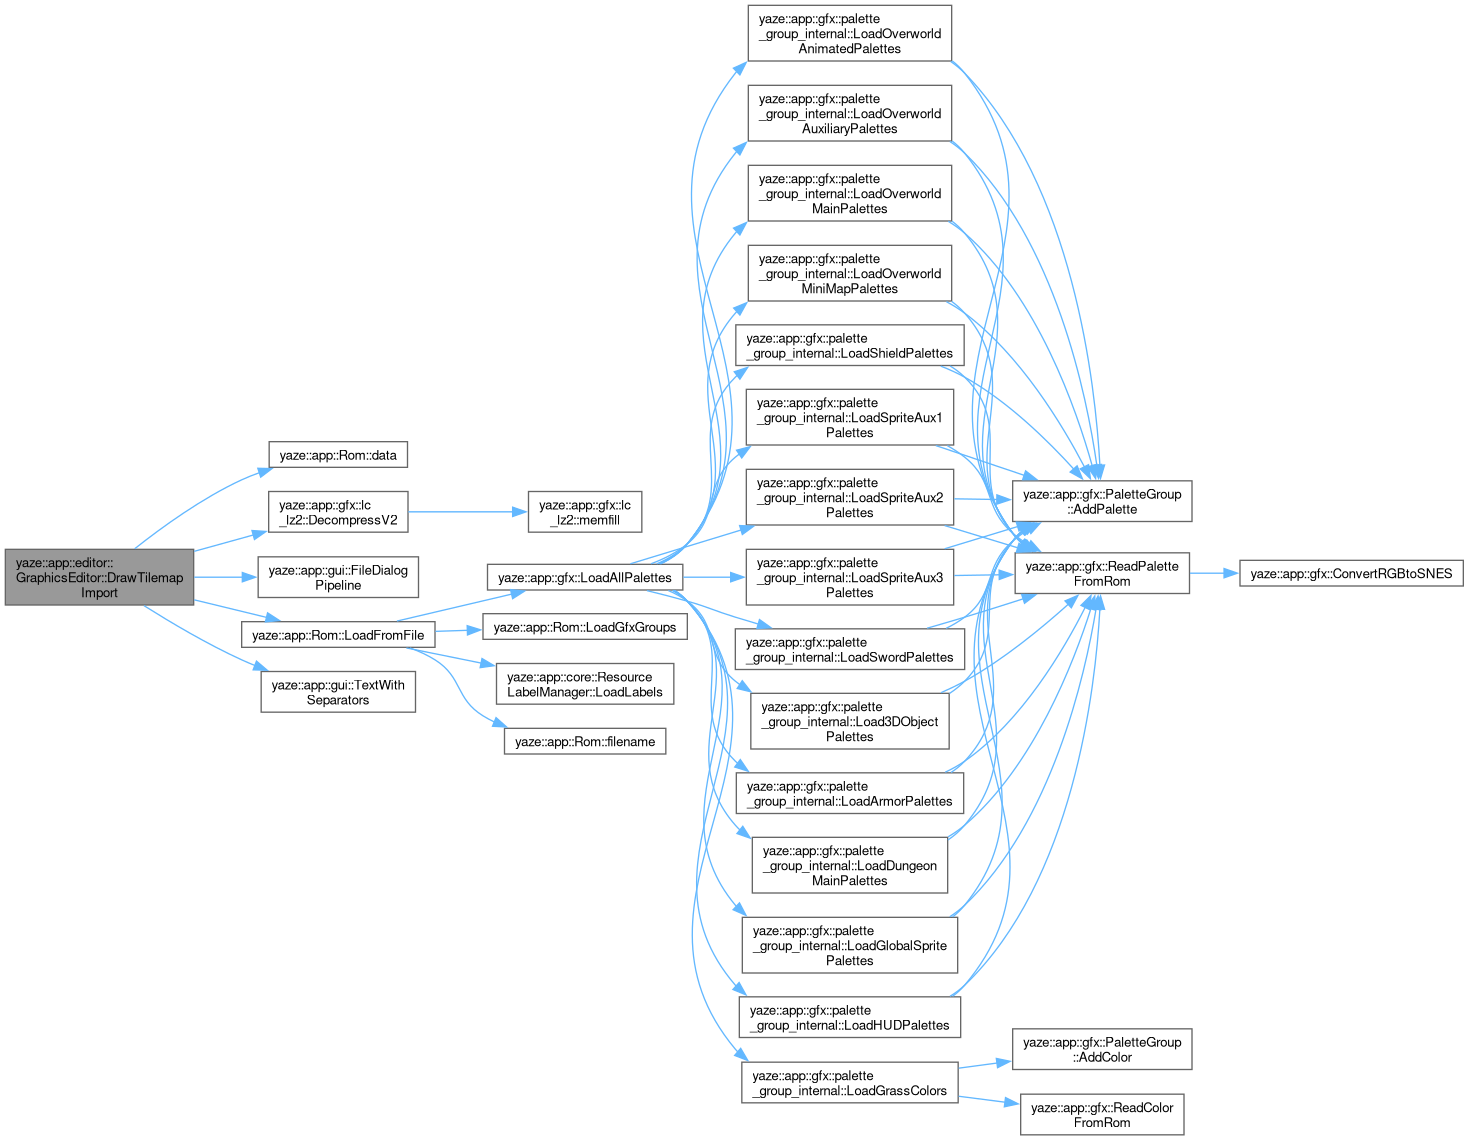 yaze::app::editor::
GraphicsEditor::DrawTilemap
Import
yaze::app::Rom::data
yaze::app::gfx::lc
_lz2::DecompressV2
yaze::app::gui::FileDialog
Pipeline
yaze::app::Rom::LoadFromFile
yaze::app::gui::TextWith
Separators
yaze::app::gfx::lc
_lz2::memfill
yaze::app::gfx::LoadAllPalettes
yaze::app::Rom::LoadGfxGroups
yaze::app::core::Resource
LabelManager::LoadLabels
yaze::app::Rom::filename
yaze::app::gfx::palette
_group_internal::LoadOverworld
AnimatedPalettes
yaze::app::gfx::palette
_group_internal::LoadOverworld
AuxiliaryPalettes
yaze::app::gfx::palette
_group_internal::LoadOverworld
MainPalettes
yaze::app::gfx::palette
_group_internal::LoadOverworld
MiniMapPalettes
yaze::app::gfx::palette
_group_internal::LoadShieldPalettes
yaze::app::gfx::palette
_group_internal::LoadSpriteAux1
Palettes
yaze::app::gfx::palette
_group_internal::LoadSpriteAux2
Palettes
yaze::app::gfx::palette
_group_internal::LoadSpriteAux3
Palettes
yaze::app::gfx::palette
_group_internal::LoadSwordPalettes
yaze::app::gfx::palette
_group_internal::Load3DObject
Palettes
yaze::app::gfx::palette
_group_internal::LoadArmorPalettes
yaze::app::gfx::palette
_group_internal::LoadDungeon
MainPalettes
yaze::app::gfx::palette
_group_internal::LoadGlobalSprite
Palettes
yaze::app::gfx::palette
_group_internal::LoadHUDPalettes
yaze::app::gfx::palette
_group_internal::LoadGrassColors
yaze::app::gfx::PaletteGroup
::AddPalette
yaze::app::gfx::ReadPalette
FromRom
yaze::app::gfx::PaletteGroup
::AddColor
yaze::app::gfx::ReadColor
FromRom
yaze::app::gfx::ConvertRGBtoSNES